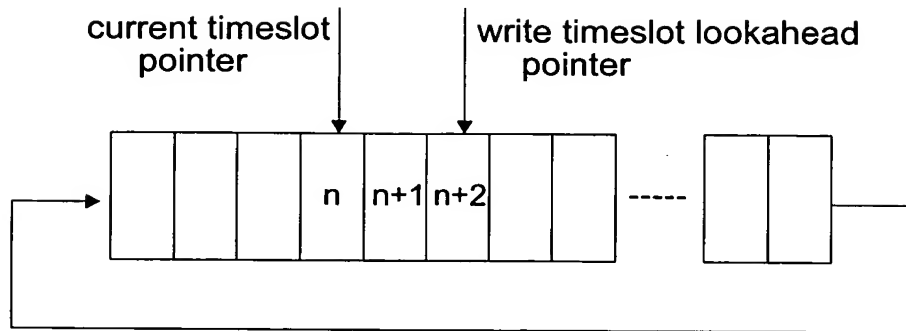 current timeslot
pointer
write timeslot lookahead
pointer
n
n+1
n+2